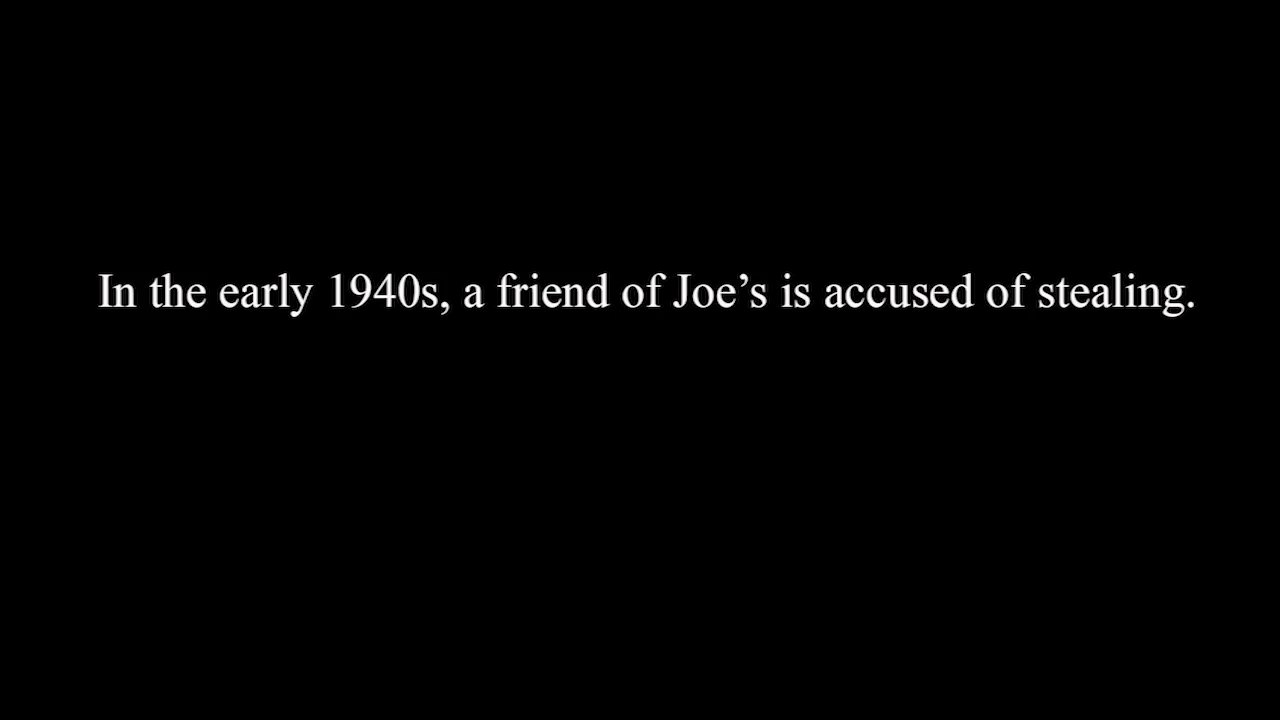 In the early 1940s, a friend of Joe’s is accused of stealing.